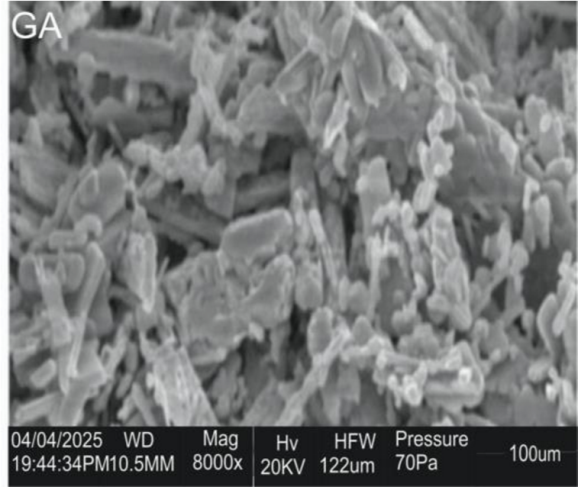 GA
04/04/2025 WD Mag Hv HFW Pressure 100um
19:44:34PM10.5MM 8000x 20KV 122um 70Pa